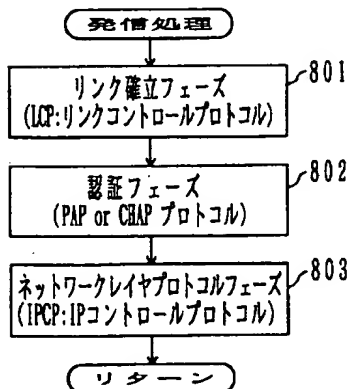 発信処理
801
リンク確立フェーズ
(LCP:リンクコントロールプロトコル)
802
認証フェーズ
(PAP or CHAP プロトコル)
803
ネットワークレイヤプロトコルフェーズ
(IPCP:IPコントロールプロトコル)
リターン